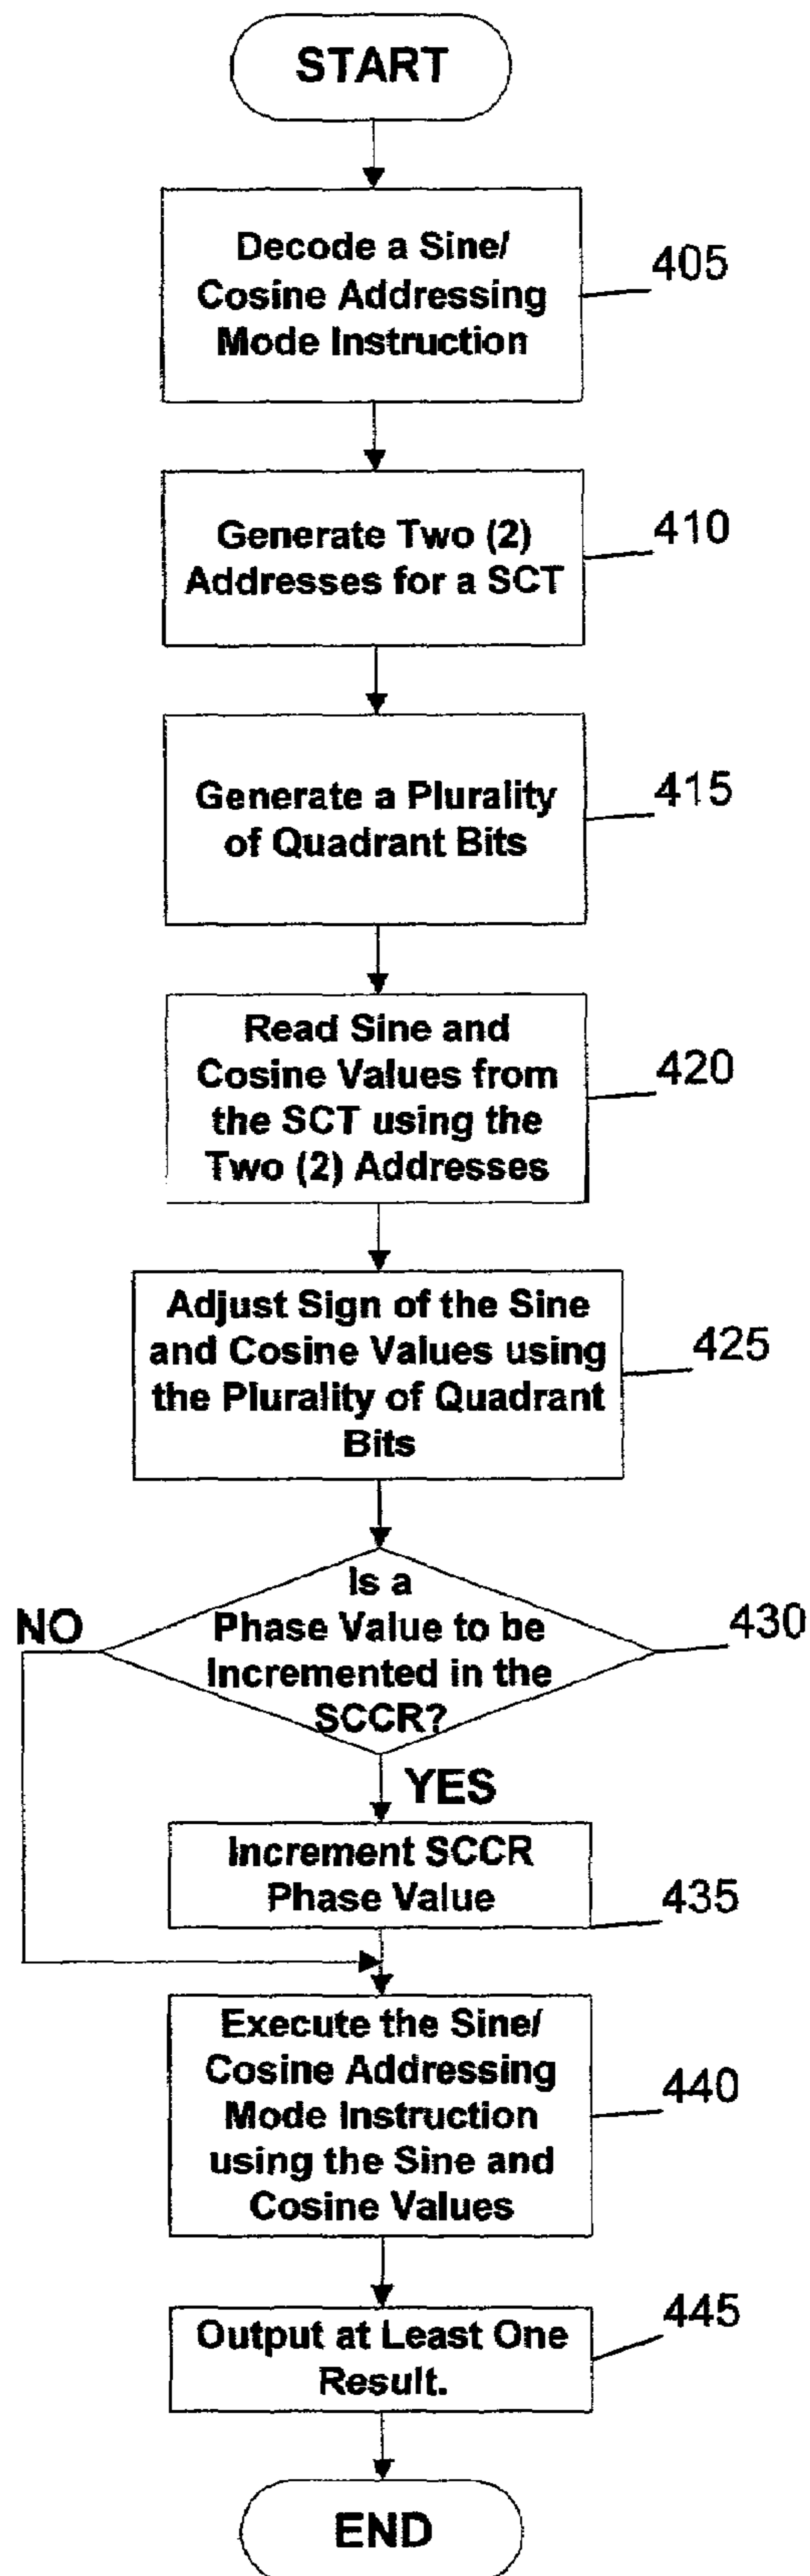 START
Decode a Sine/
Cosine Addressing
Mode Instruction
405
Generate Two (2)
Addresses for a SCT
410
Generate a Plurality
of Quadrant Bits
415
Read Sine and
Cosine Values from
the SCT using the
Two (2) Addresses
420
Adjust Sign of the Sine
and Cosine Values using
the Plurality of Quadrant
Bits
425
Is a
Phase Value to be
Incremented in the
SCCR?
430
NO
YES
Increment SCCR
Phase Value
435
Execute the Sine/
Cosine Addressing
Mode Instruction
using the Sine and
Cosine Values
440
Output at Least One
Result.
445
END